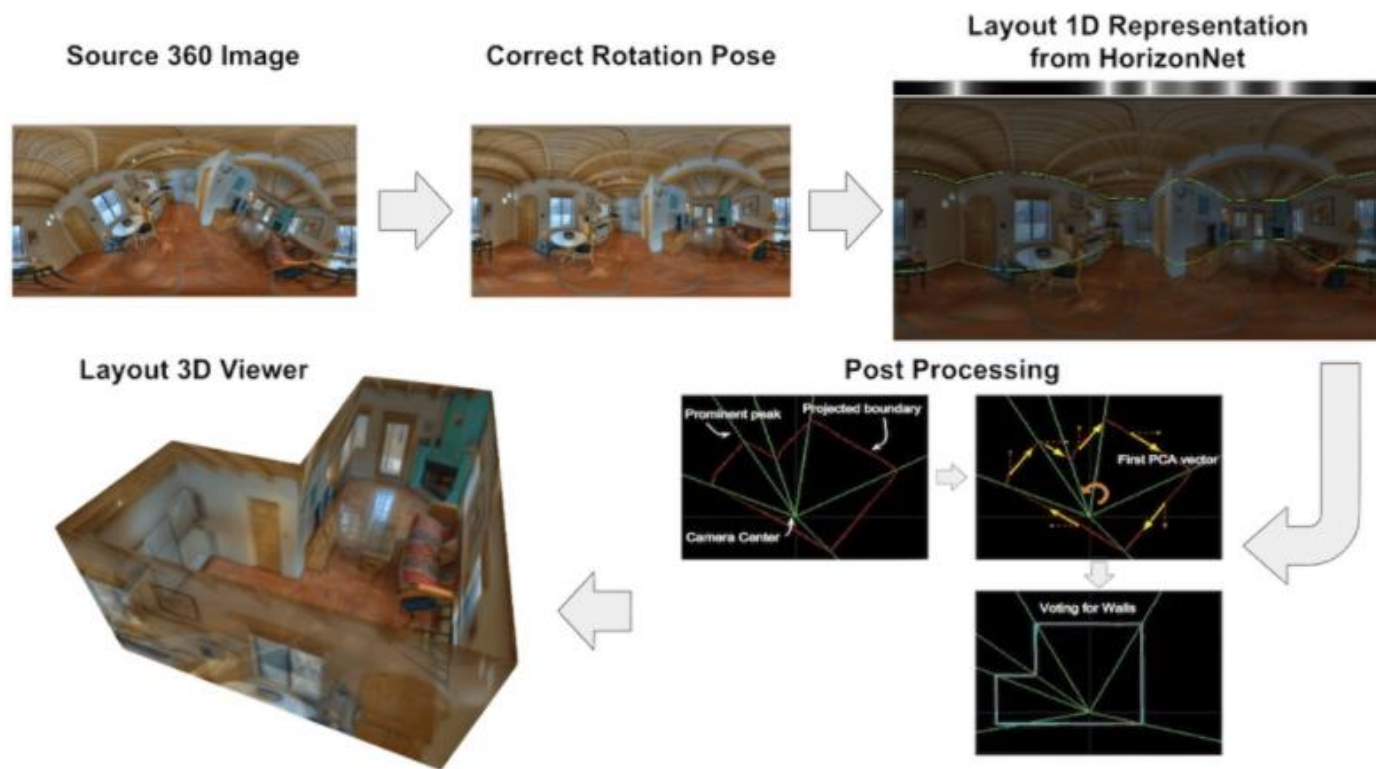 Source 360 Image
Correct Rotation Pose
Layout 1D Representation
from HorizonNet
Layout 3D Viewer
Post Processing
Prominent peak
Projected boundary
Camera Center
First PCA vector
Voting for Walls